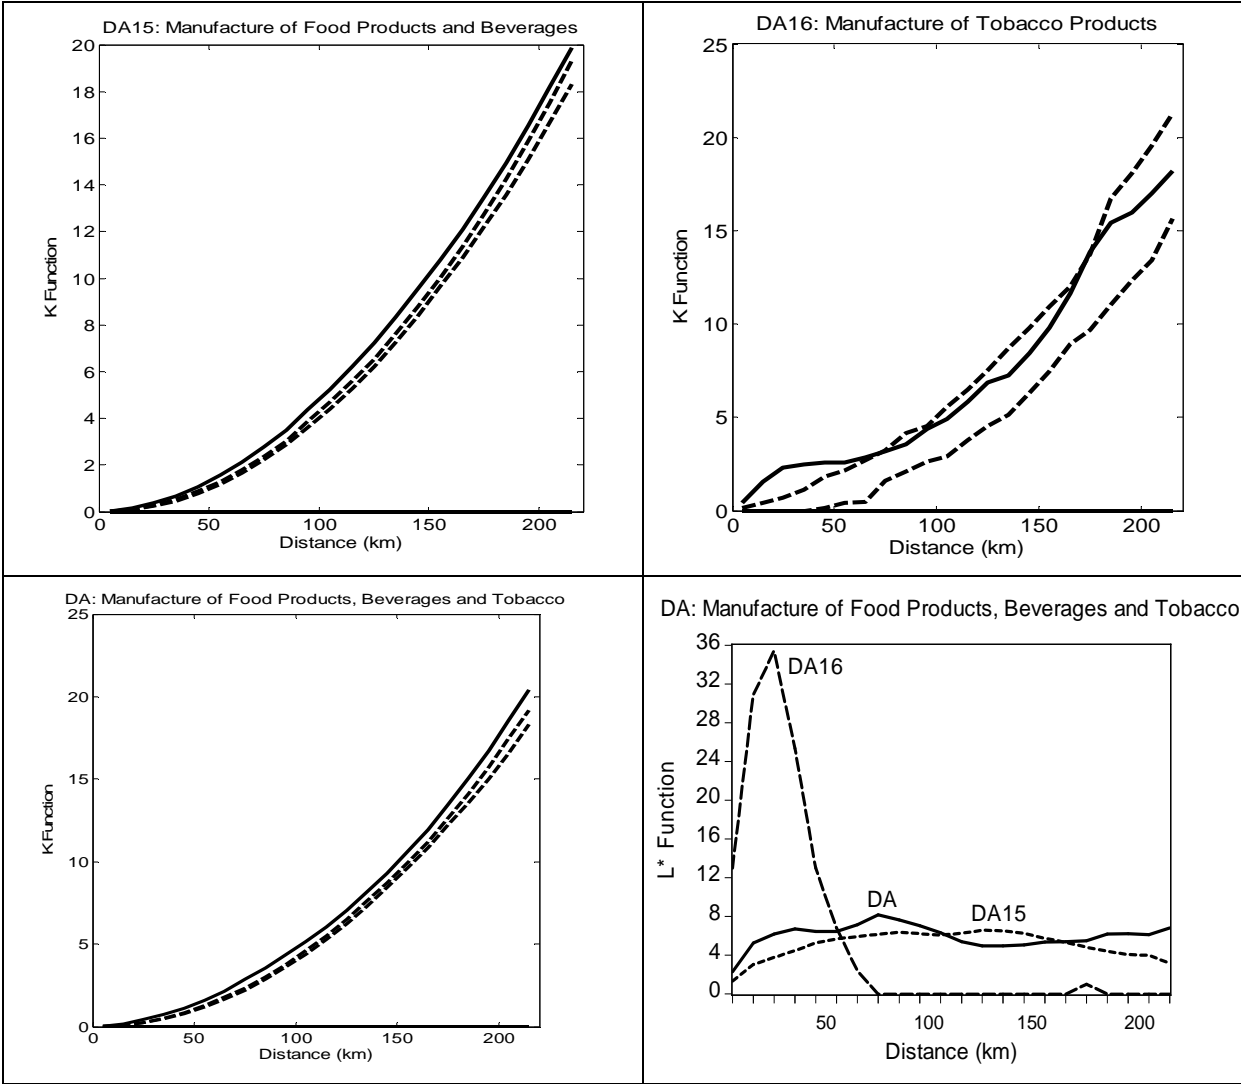 DA15: Manufacture of Food Products and Beverages
20
18
16
14
12
10
8
6
4
2
0
K Function
0 50 100 150 200
Distance (km)
DA16: Manufacture of Tobacco Products
25
20
15
10
5
0
K Function
0 50 100 150 200
Distance (km)
DA: Manufacture of Food Products, Beverages and Tobacco
25
20
15
10
5
0
K Function
0 50 100 150 200
Distance (km)
DA: Manufacture of Food Products, Beverages and Tobacco
36
32
28
24
20
16
12
8
4
0
L* Function
DA16
DA
DA15
50 100 150 200
Distance (km)